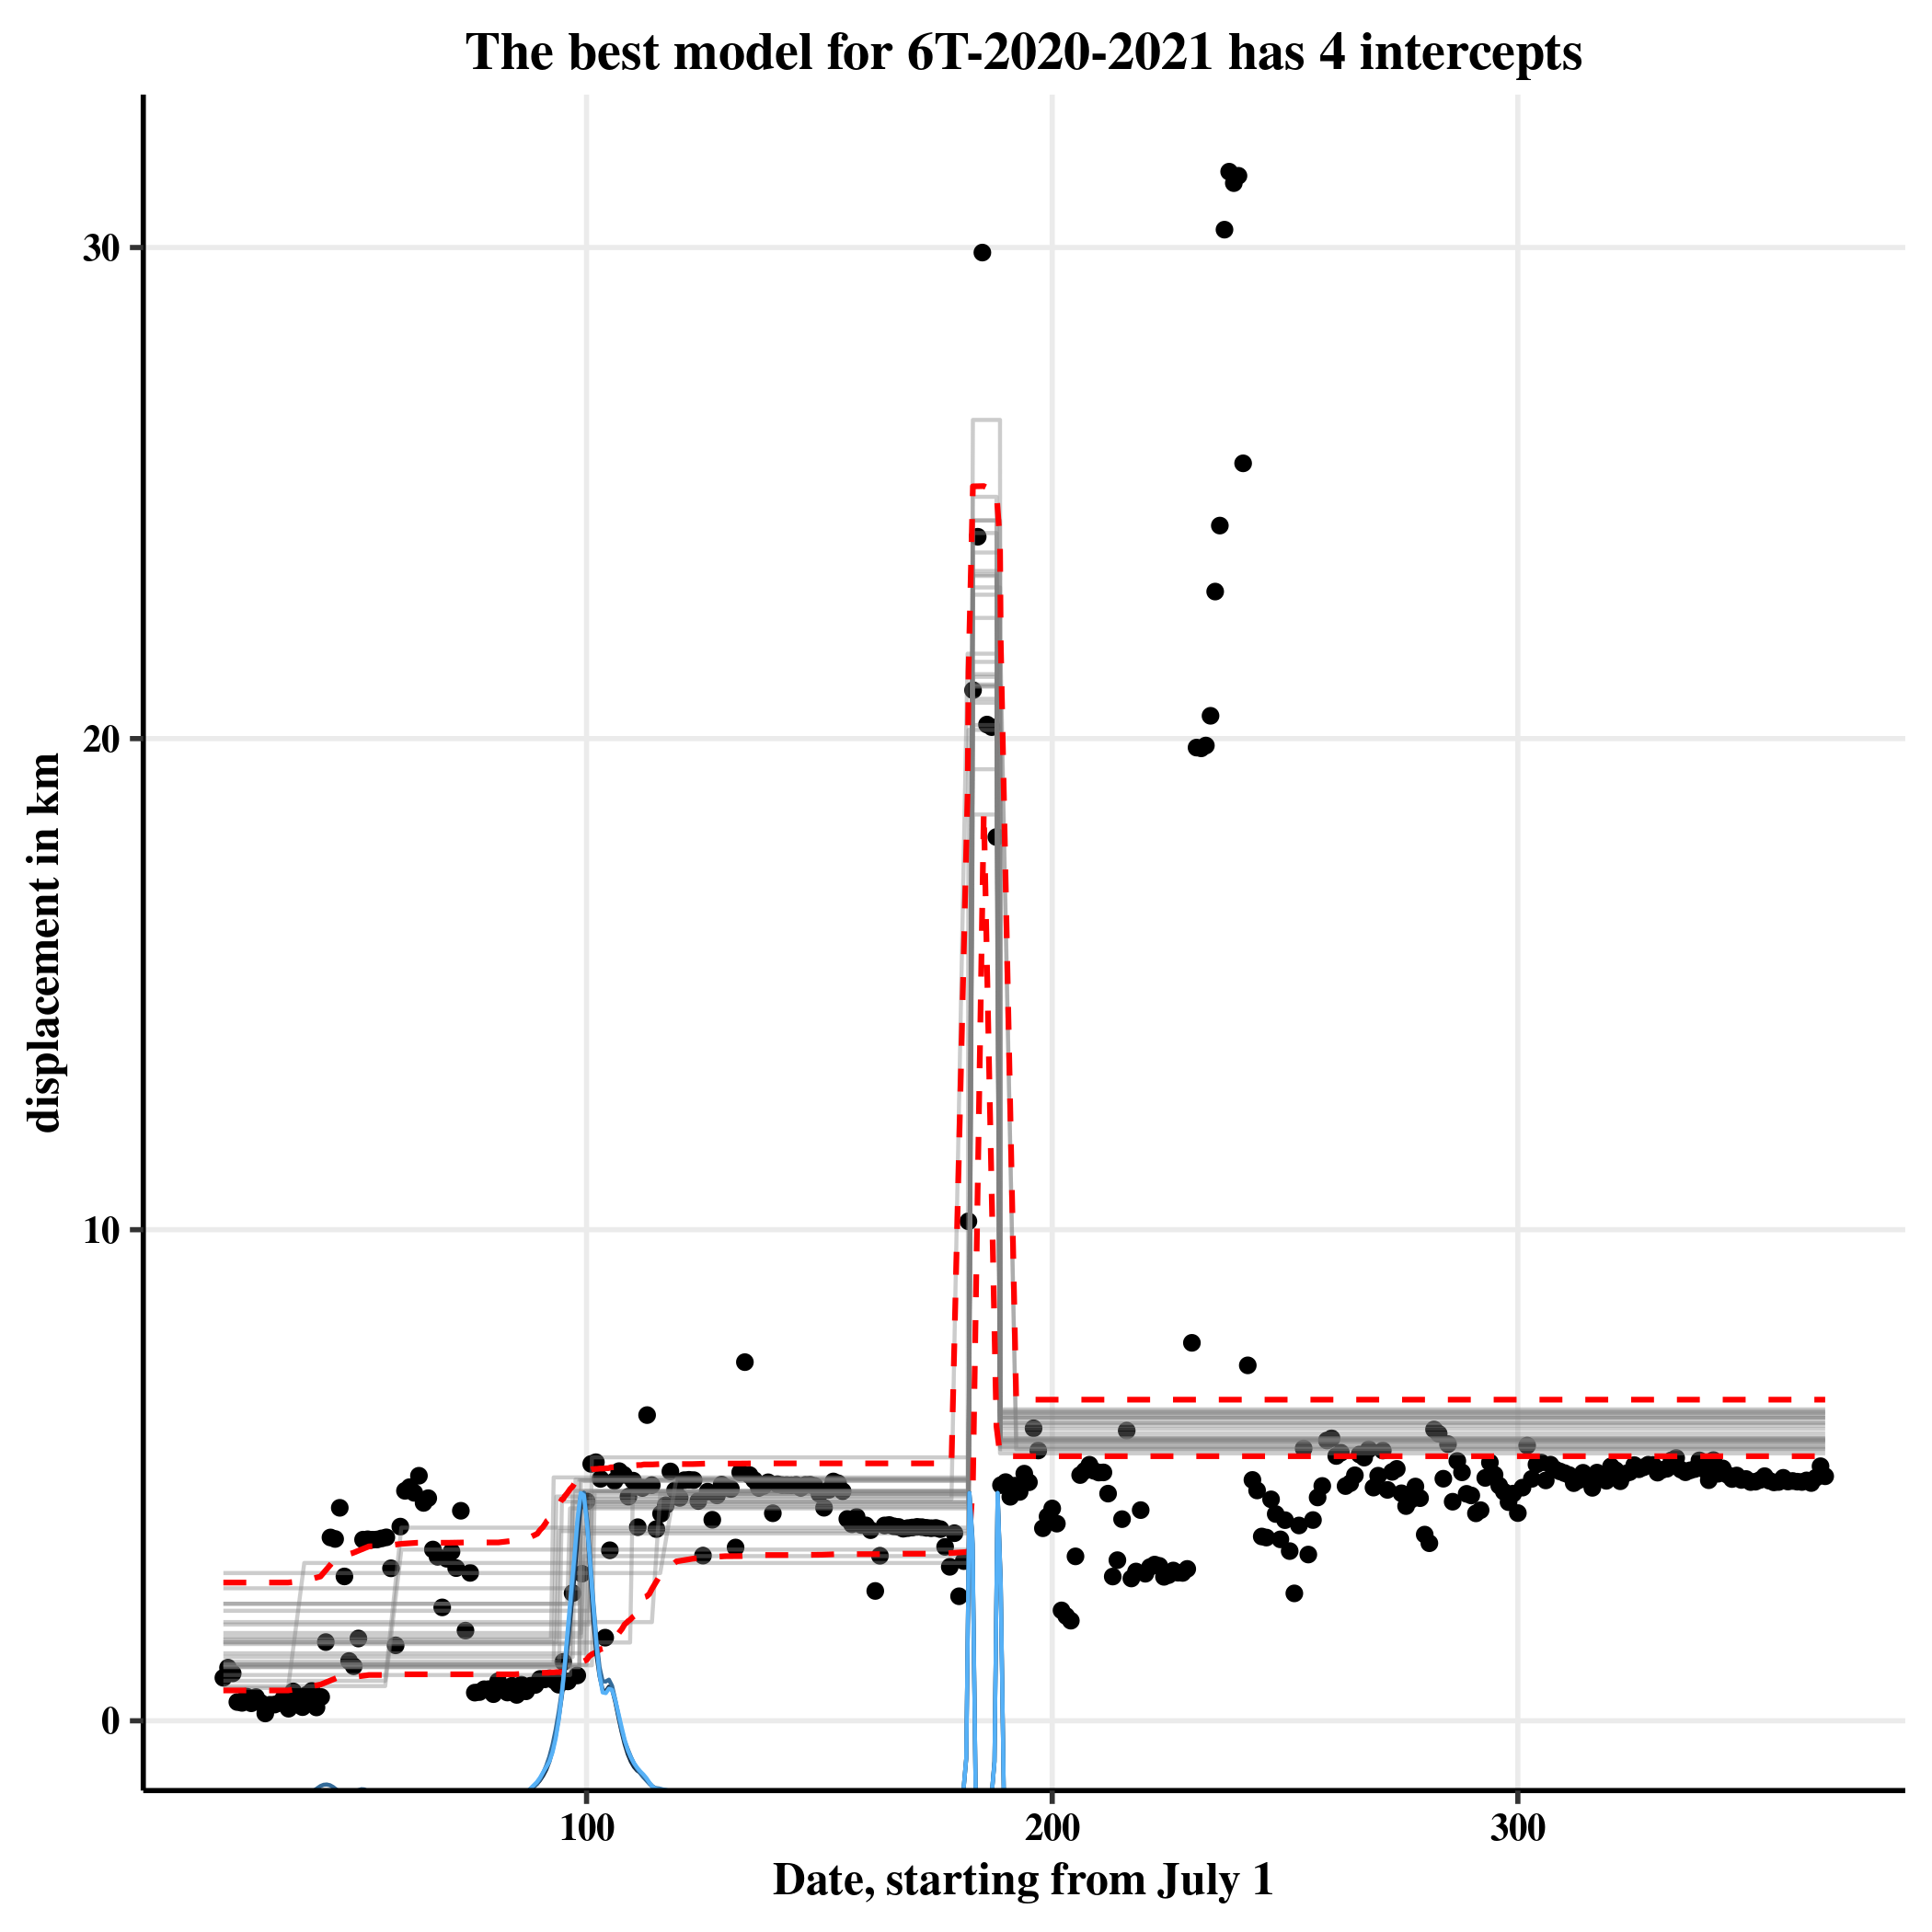 The best model for 6T-2020-2021 has 4 intercepts
30
20
10
0
displacement in km
100
200
300
Date, starting from July 1